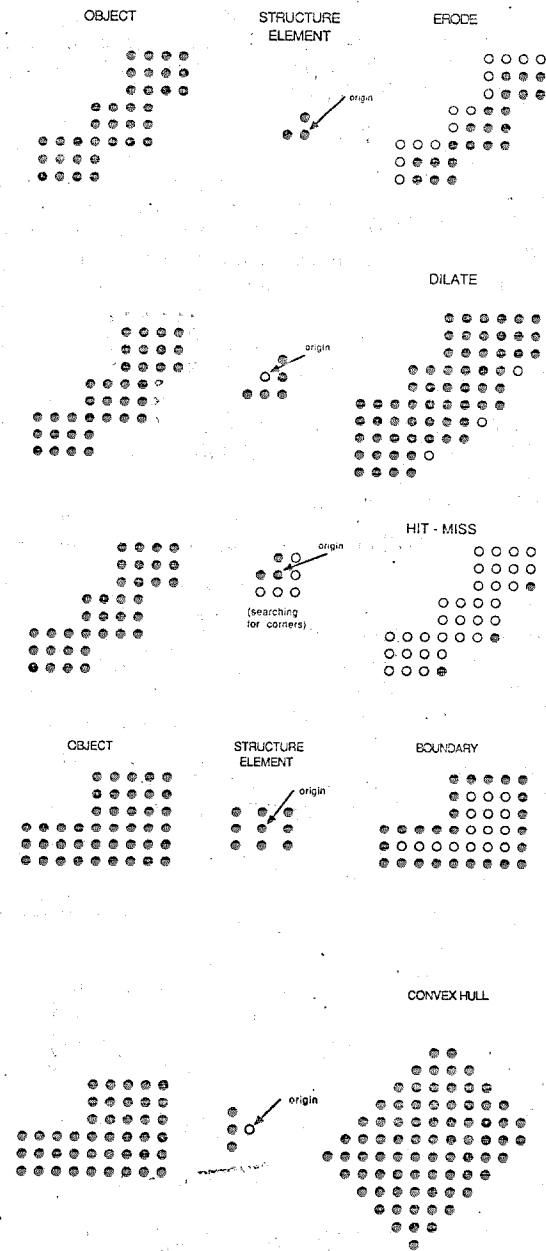 OBJECT
STRUCTURE
ELEMENT
ERODE
origin
DILATE
origin
HIT - MISS
origin
(searching
for corners)
OBJECT
STRUCTURE
ELEMENT
BOUNDARY
origin
CONVEX HULL
origin